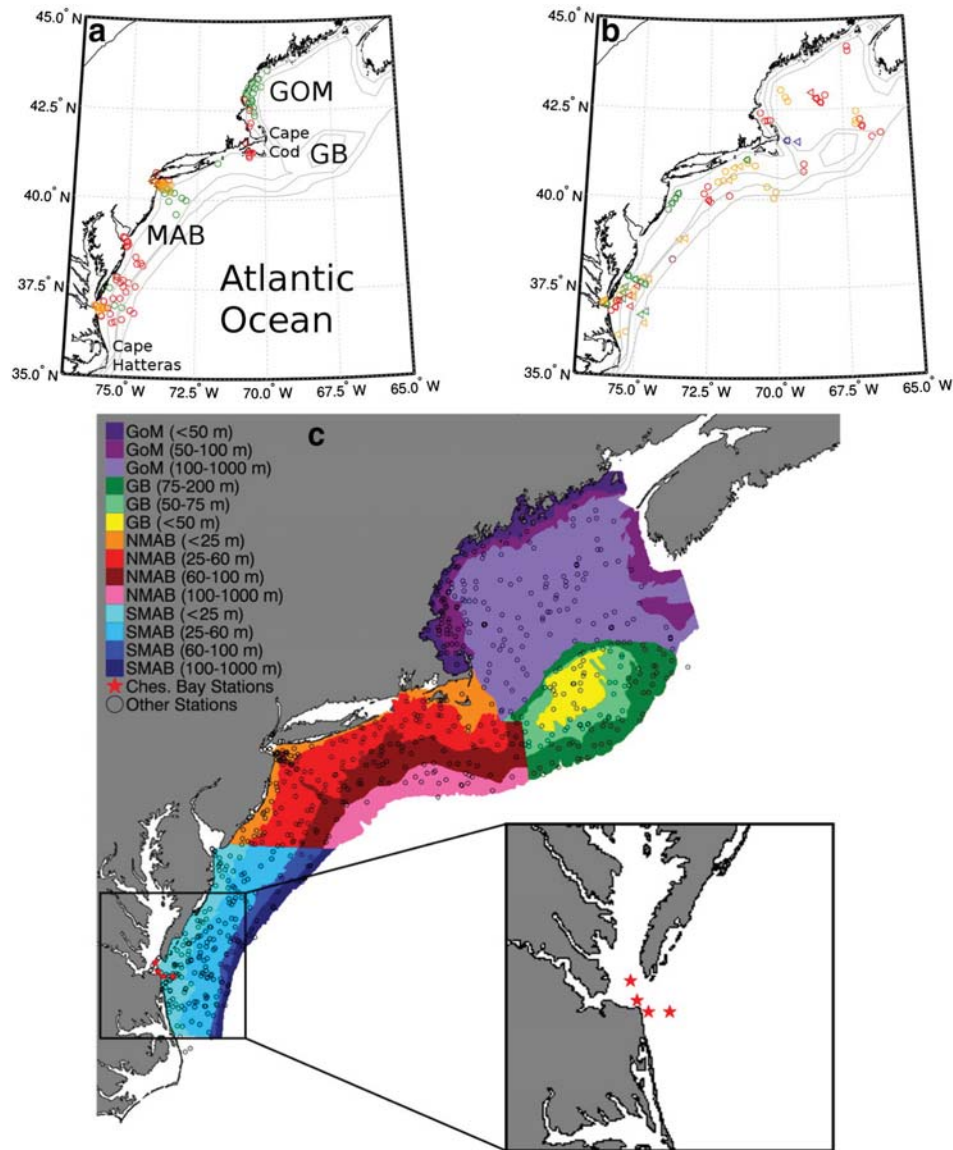 a
45.0° N
42.5° N
40.0° N
37.5° N
35.0° N
GOM
Cape
Cod
GB
MAB
Atlantic
Ocean
Cape
Hatteras
75.0° W
72.5° W
70.0° W
67.5° W
65.0° W
b
45.0° N
42.5° N
40.0° N
37.5° N
35.0° N
75.0° W
72.5° W
70.0° W
67.5° W
65.0° W
c
GoM (<50 m)
GoM (50-100 m)
GoM (100-1000 m)
GB (75-200 m)
GB (50-75 m)
GB (<50 m)
NMAB (<25 m)
NMAB (25-60 m)
NMAB (60-100 m)
NMAB (100-1000 m)
SMAB (<25 m)
SMAB (25-60 m)
SMAB (60-100 m)
SMAB (100-1000 m)
Ches. Bay Stations
Other Stations